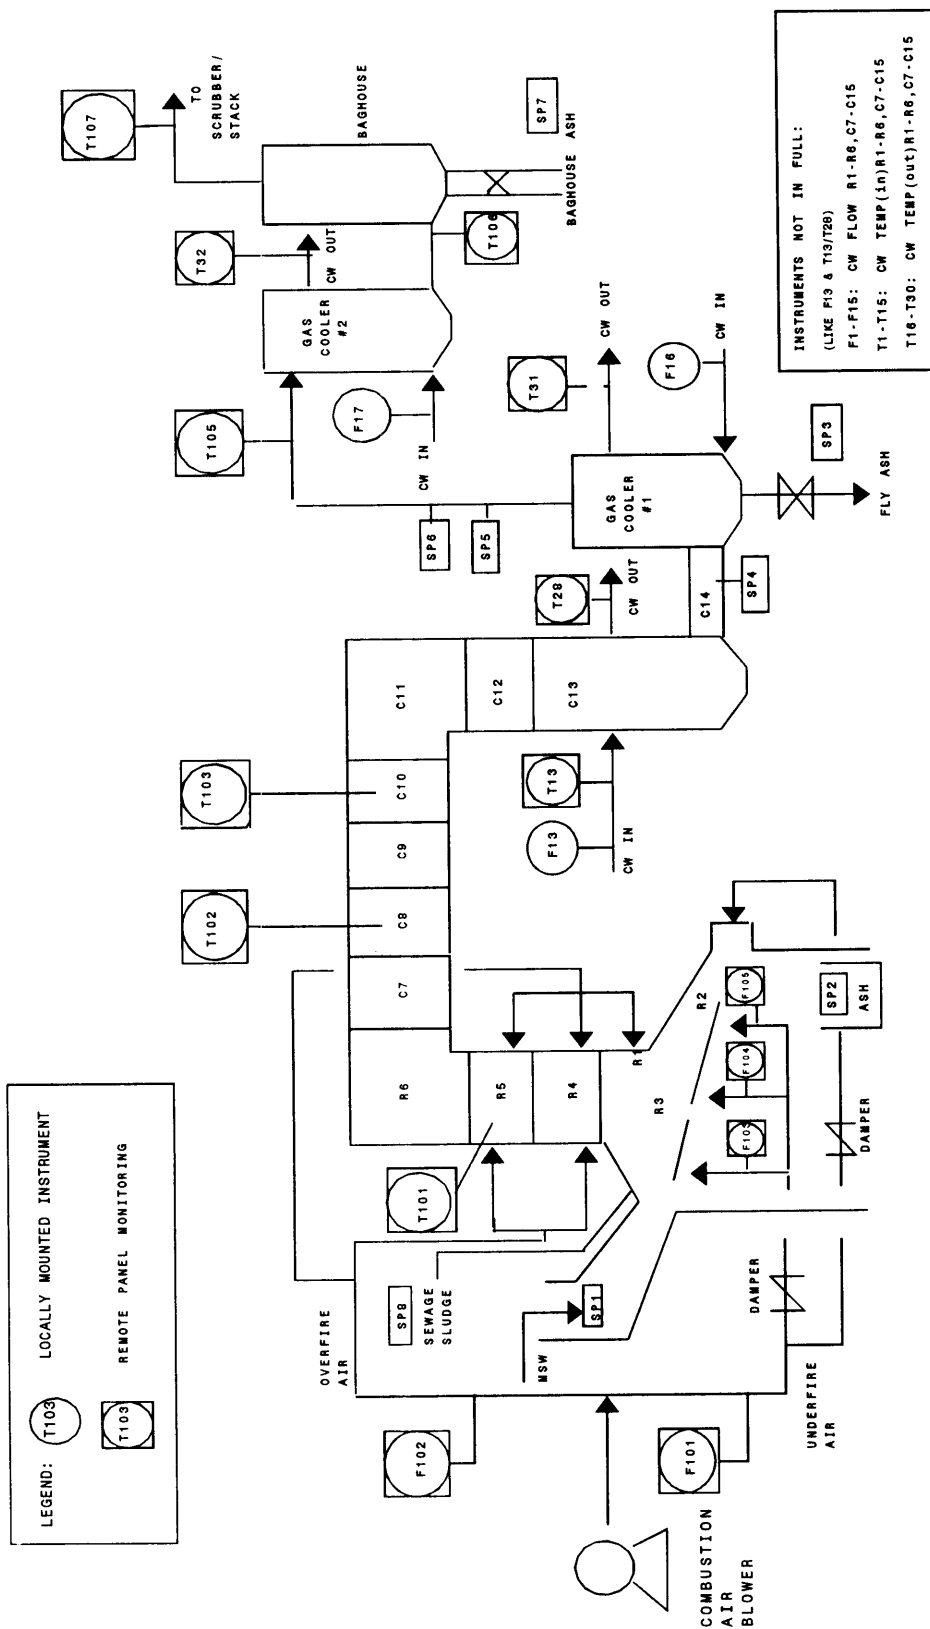 LEGEND:
T103
LOCALLY MOUNTED INSTRUMENT
T103
REMOTE PANEL MONITORING
T107
TO
SCRUBBER/
STACK
BAGHOUSE
SP7
BAGHOUSE ASH
T106
T32
CW OUT
GAS
COOLER
#2
T105
F17
CW IN
SP6
SP5
T31
CW OUT
F16
CW IN
GAS
COOLER
#1
SP3
FLY ASH
SP4
C14
T28
CW OUT
C11
C12
C13
T103
C10
T13
F13
CW IN
C9
T102
C8
C7
R6
R5
R4
R1
R2
R3
T101
F105
F104
F103
SP2
ASH
DAMPER
OVERFIRE
AIR
SP8
SEWAGE
SLUDGE
MSW
SP1
DAMPER
UNDERFIRE
AIR
F102
F101
COMBUSTION
AIR
BLOWER
INSTRUMENTS NOT IN FULL:
(LIKE F13 & T13/T28)
F1-F15: CW FLOW R1-R6,C7-C15
T1-T15: CW TEMP(in)R1-R6,C7-C15
T16-T30: CW TEMP(out)R1-R6,C7-C15